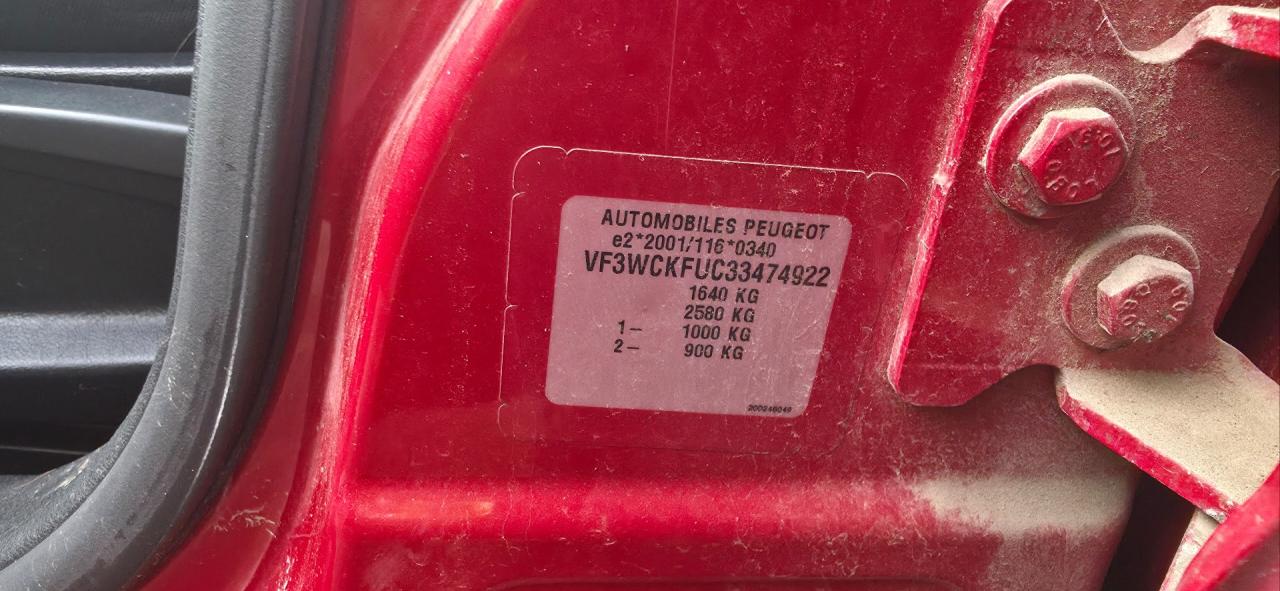 AUTOMOBILES PEUGEOT
e2*2001/116*0340
VF3WCKFUC33474922
1640 KG
2580 KG
1– 1000 KG
2– 900 KG